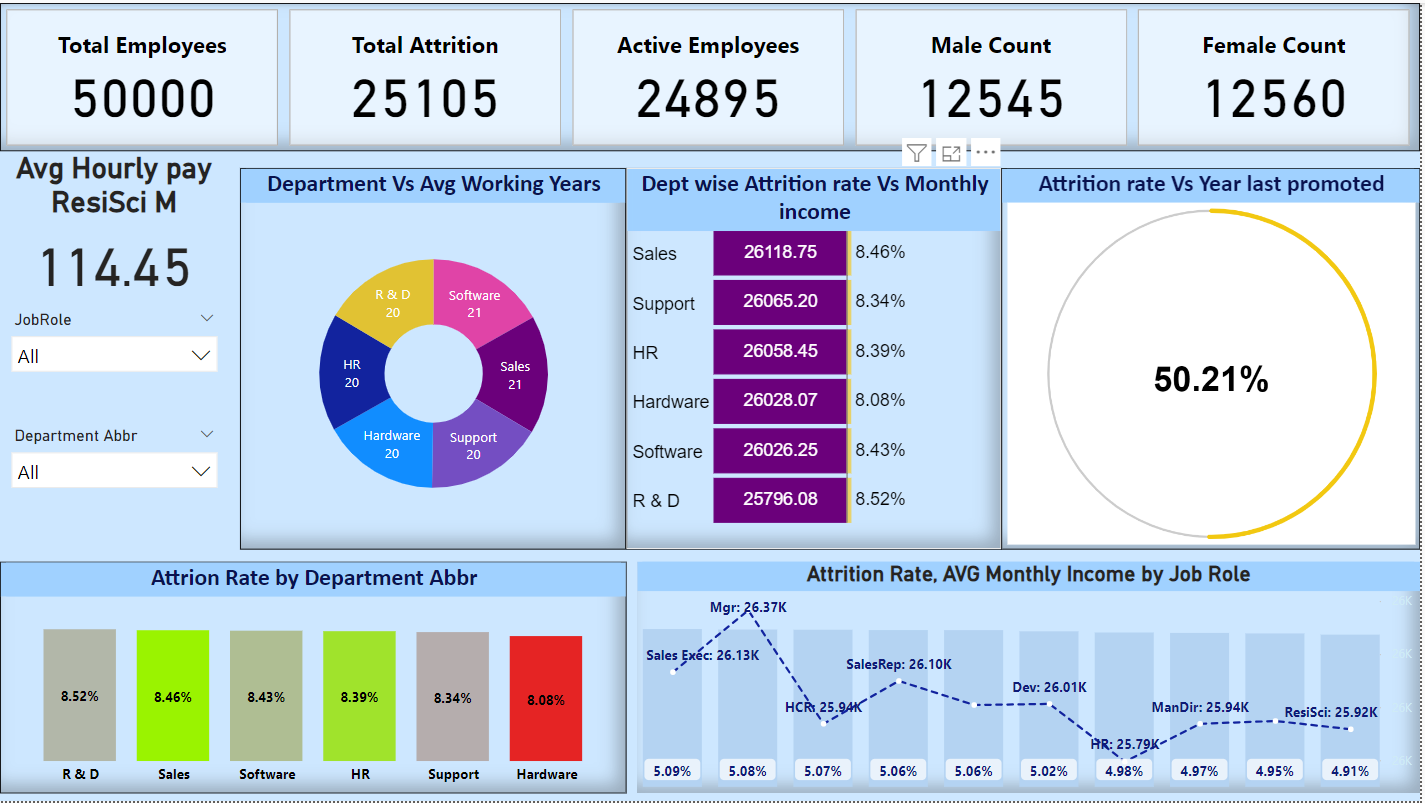 Total Employees
50000
Total Attrition
25105
Active Employees
24895
Male Count
12545
Female Count
12560
Avg Hourly pay
ResiSci M
114.45
JobRole
All
Department Abbr
All
Department Vs Avg Working Years
R & D
20
Software
21
HR
20
Sales
21
Hardware
20
Support
20
Dept wise Attrition rate Vs Monthly
income
Sales 26118.75 8.46%
Support 26065.20 8.34%
HR 26058.45 8.39%
Hardware 26028.07 8.08%
Software 26026.25 8.43%
R & D 25796.08 8.52%
Attrition rate Vs Year last promoted
50.21%
Attrion Rate by Department Abbr
8.52% 8.46% 8.43% 8.39% 8.34% 8.08%
R & D Sales Software HR Support Hardware
Attrition Rate, AVG Monthly Income by Job Role
Mgr: 26.37K
Sales Exec: 26.13K
SalesRep: 26.10K
Dev: 26.01K
HCR: 25.94K
ManDir: 25.94K
ResiSci: 25.92K
HR: 25.79K
5.09% 5.08% 5.07% 5.06% 5.06% 5.02% 4.98% 4.97% 4.95% 4.91%